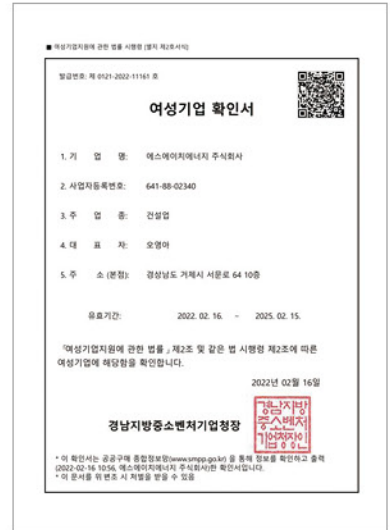 ■ 여성기업지원에 관한 법률 시행령 [별지 제2호서식]
발급번호: 제 0121-2022-11161 호
여성기업 확인서
1. 기 업 명: 에스에이치에너지 주식회사
2. 사업자등록번호: 641-88-02340
3. 주 업 종: 건설업
4. 대 표 자: 오영아
5. 주 소 (본점): 경상남도 거제시 서문로 64 10층
유효기간: 2022. 02. 16. - 2025. 02. 15.
「여성기업지원에 관한 법률」 제2조 및 같은 법 시행령 제2조에 따른
여성기업에 해당함을 확인합니다.
2022년 02월 16일
경남지방중소벤처기업청장
경남지방
중소벤처
기업청장인
* 이 확인서는 공공구매 종합정보망(www.smpp.go.kr) 을 통해 정보를 확인하고 출력
(2022-02-16 10:56, 에스에이치에너지 주식회사)한 확인서입니다.
* 이 문서를 위·변조 시 처벌을 받을 수 있음